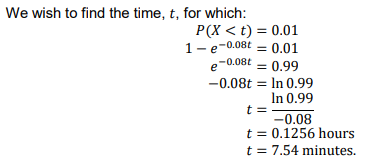 We wish to find the time, t, for which:
P(X < t) = 0.01
1 − e^{−0.08t} = 0.01
e^{−0.08t} = 0.99
−0.08t = ln 0.99
t = \frac{ln 0.99}{−0.08}
t = 0.1256 hours
t = 7.54 minutes.